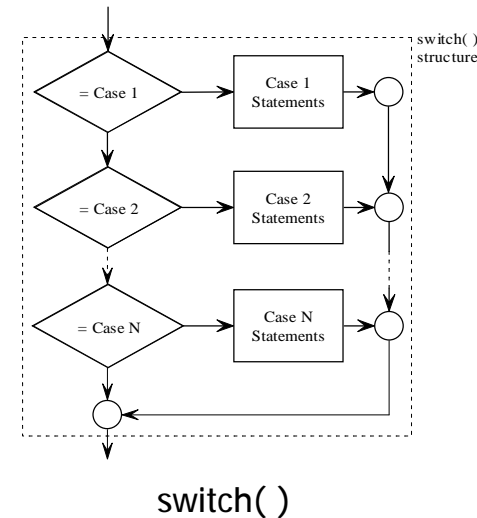 switch( )
structure
= Case 1
Case 1
Statements
= Case 2
Case 2
Statements
= Case N
Case N
Statements
switch( )